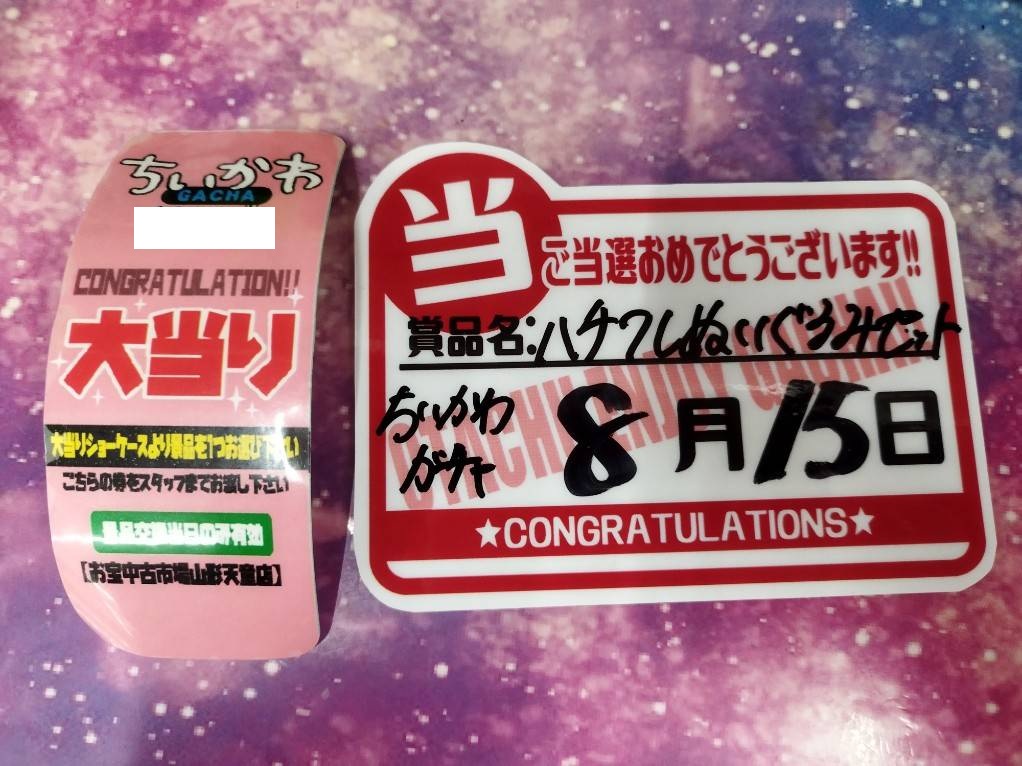 ちいかわ
GACHA
CONGRATULATION!!
大当り
大当りショーケースより景品を1つお選び下さい
こちらの券をスタッフまでお渡し下さい
景品交換当日のみ有効
【お宝中古市場山形天童店】
当
ご当選おめでとうございます!!
賞品名:ハチワレぬいぐるみセット
ちいかわ
ガチャ
8月15日
★CONGRATULATIONS★